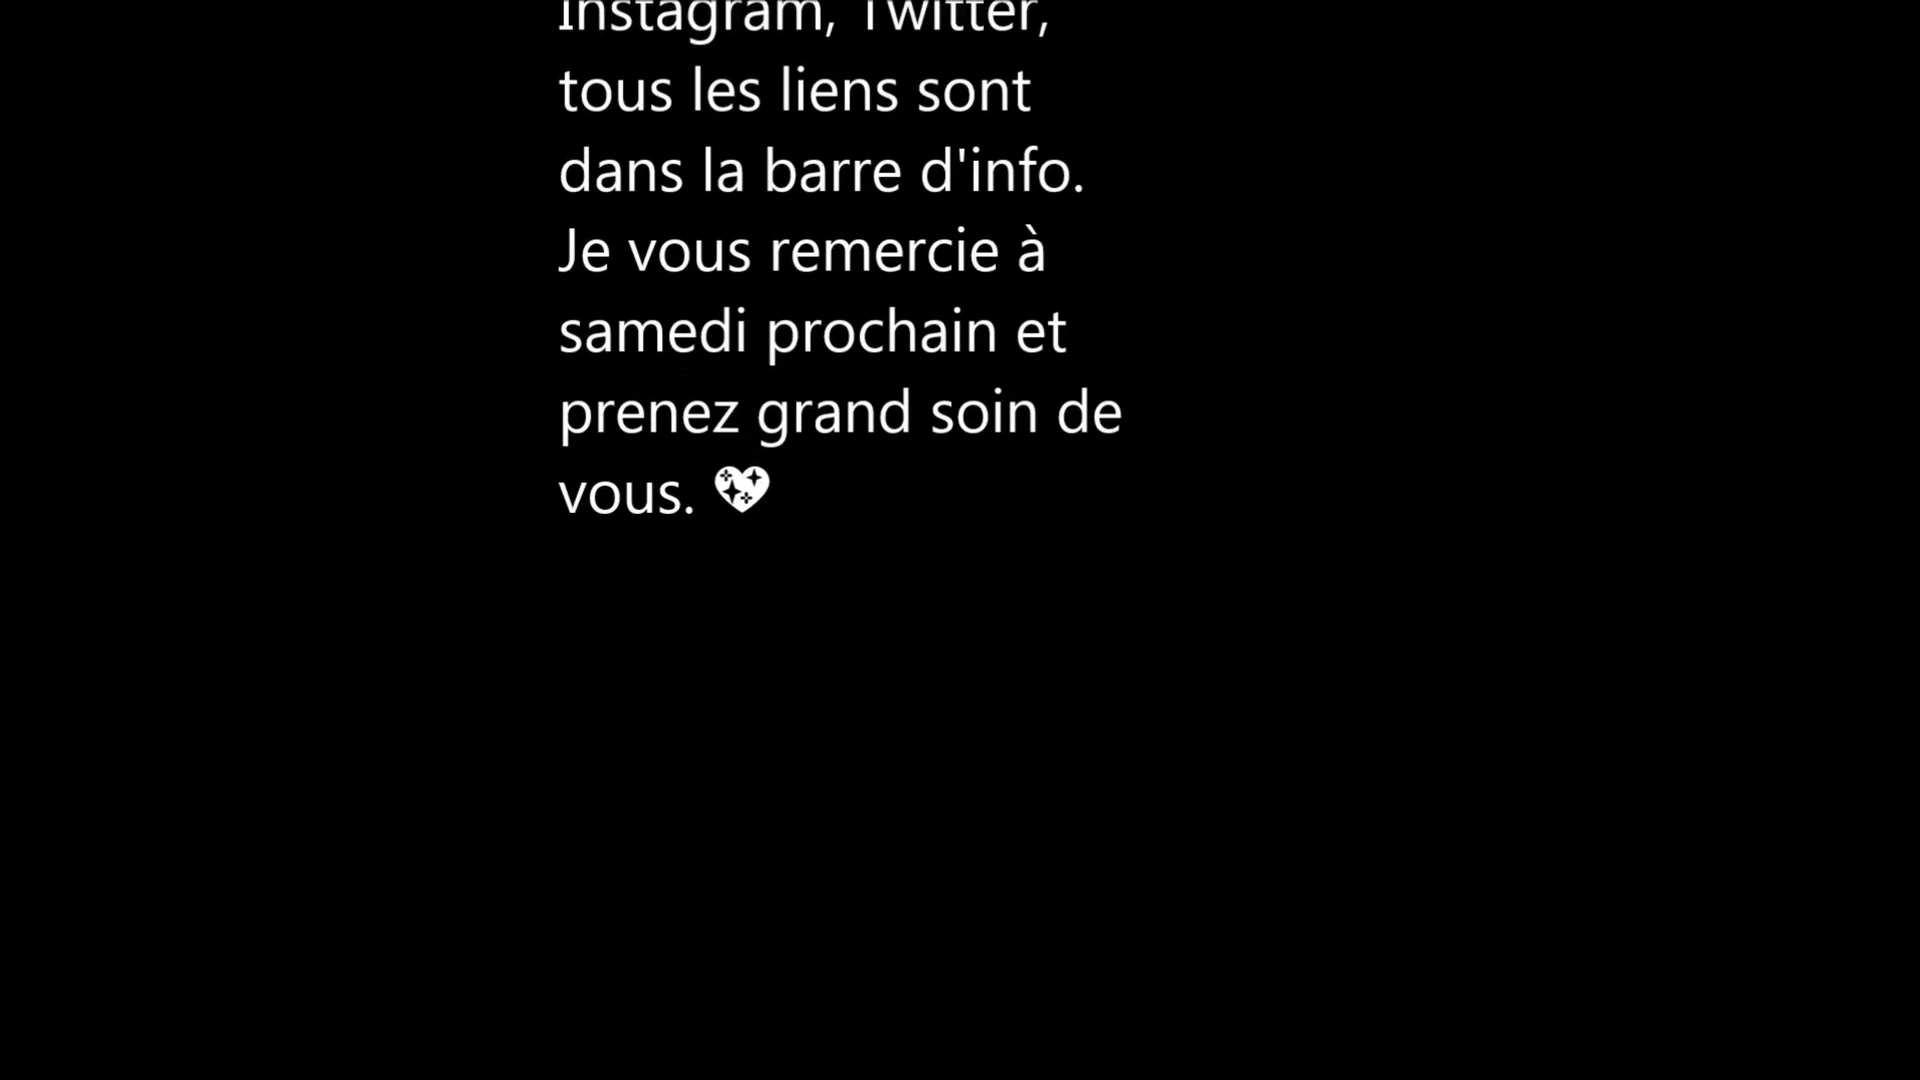 Instagram, Twitter,
tous les liens sont
dans la barre d'info.
Je vous remercie à
samedi prochain et
prenez grand soin de
vous. 💖